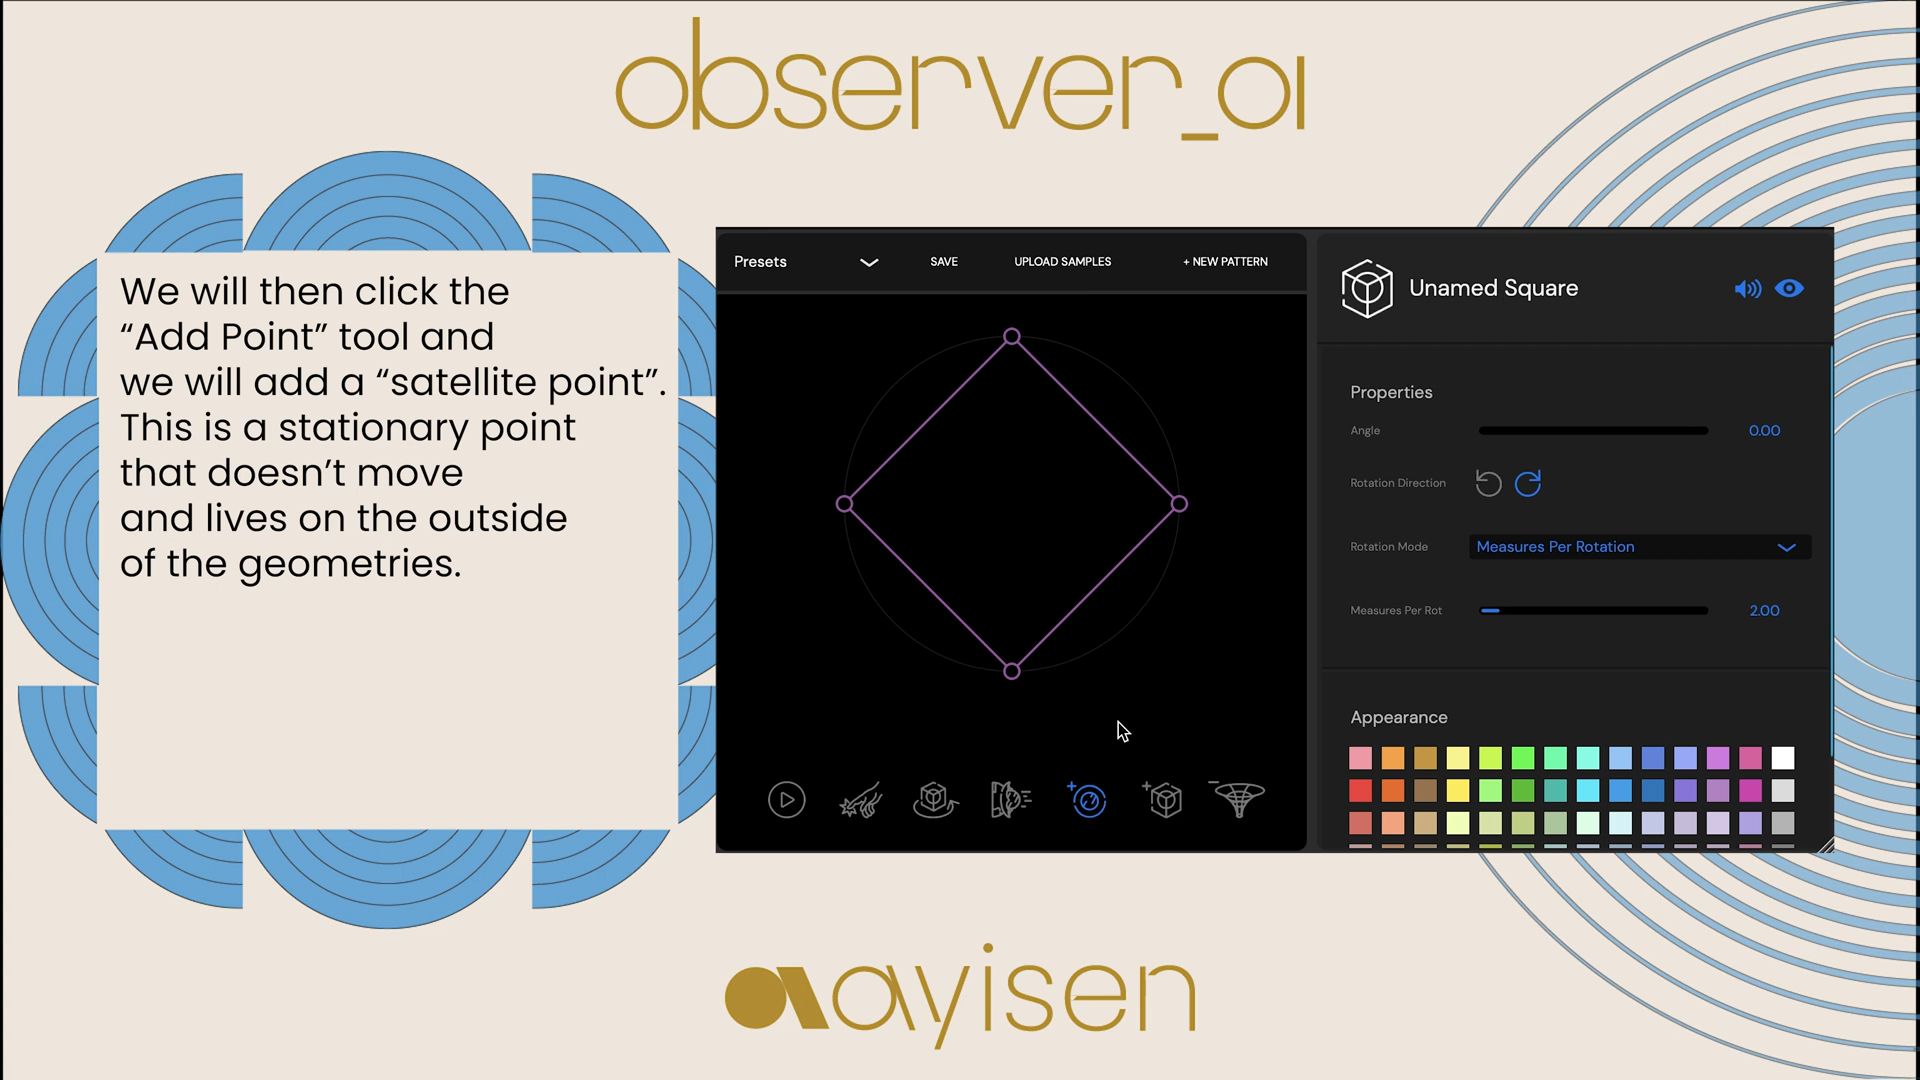 observer_ai
We will then click the
“Add Point” tool and
we will add a “satellite point”.
This is a stationary point
that doesn’t move
and lives on the outside
of the geometries.
Presets
SAVE
UPLOAD SAMPLES
+ NEW PATTERN
Unamed Square
Properties
Angle
0.00
Rotation Direction
Rotation Mode
Measures Per Rotation
Measures Per Rot
2.00
Appearance
ayisen